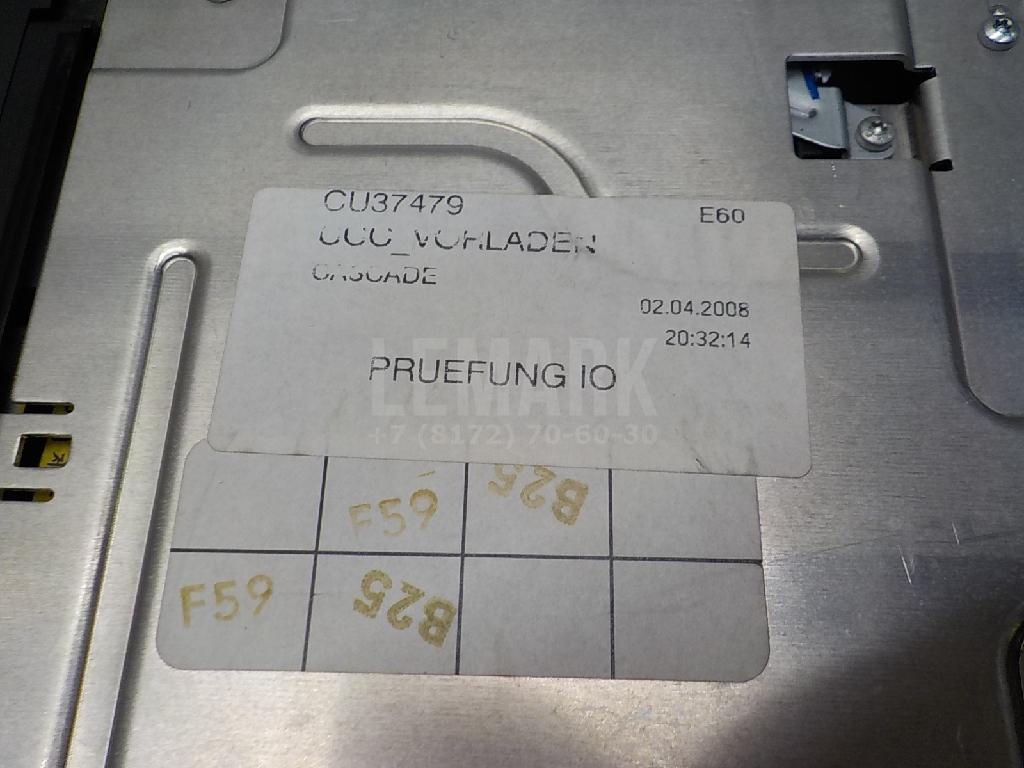 CU37479 E60
CCC_VORLADEN
CASCADE
02.04.2008
20:32:14
PRUEFUNG IO
LEMARK
+7 (8172) 70-60-30
F59 B25
F59 B25